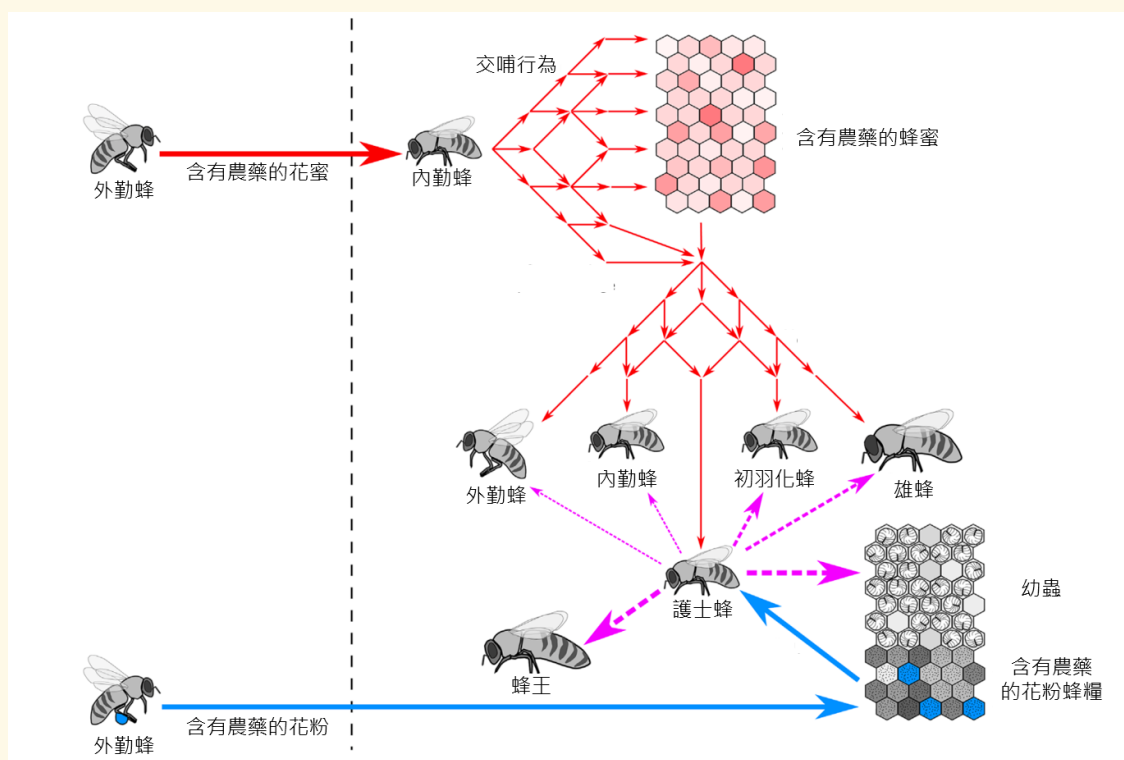 交哺行為
含有農藥的蜂蜜
外勤蜂
含有農藥的花蜜
內勤蜂
外勤蜂
內勤蜂
初羽化蜂
雄蜂
護士蜂
幼蟲
蜂王
含有農藥
的花粉蜂糧
外勤蜂
含有農藥的花粉